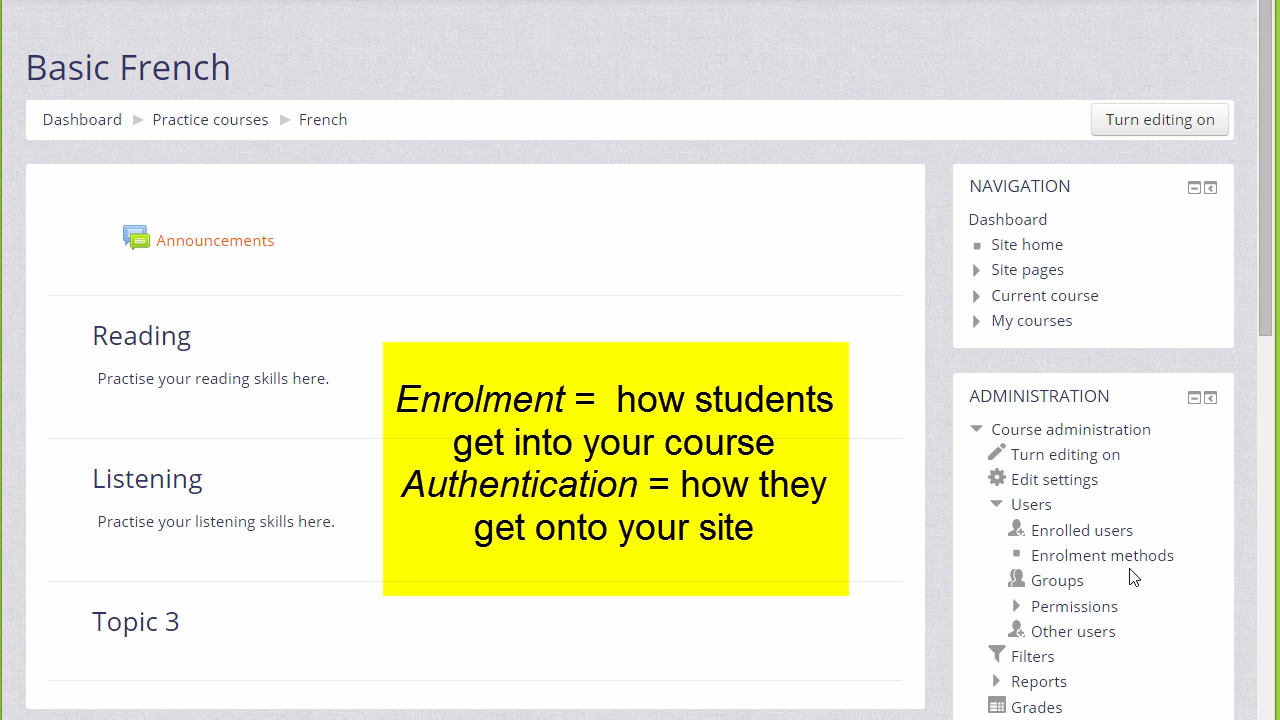 Basic French
Dashboard Practice courses French
Turn editing on
Announcements
Reading
Practise your reading skills here.
Listening
Practise your listening skills here.
Topic 3
Enrolment = how students
get into your course
Authentication = how they
get onto your site
NAVIGATION
Dashboard
Site home
Site pages
Current course
My courses
ADMINISTRATION
Course administration
Turn editing on
Edit settings
Users
Enrolled users
Enrolment methods
Groups
Permissions
Other users
Filters
Reports
Grades